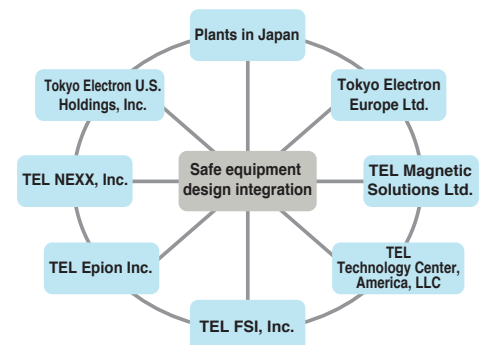 Plants in Japan
Tokyo Electron U.S.
Holdings, Inc.
Tokyo Electron
Europe Ltd.
TEL NEXX, Inc.
Safe equipment
design integration
TEL Magnetic
Solutions Ltd.
TEL Epion Inc.
TEL
Technology Center,
America, LLC
TEL FSI, Inc.